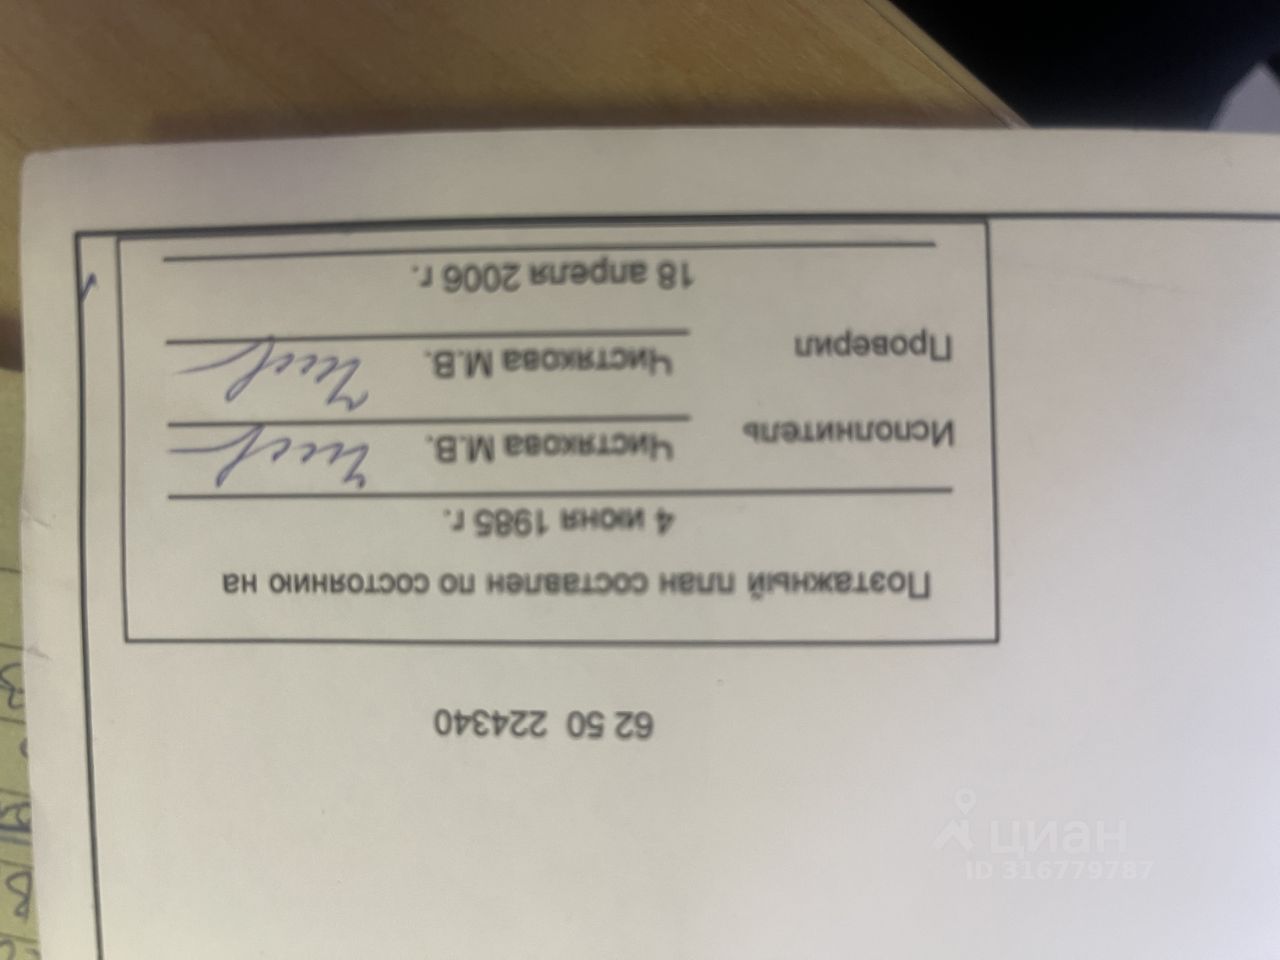 62 50 224340
Поэтажный план составлен по состоянию на
4 июня 1985 г.
Исполнитель Чистякова М.В.
Проверил Чистякова М.В.
18 апреля 2006 г.
циан
ID 316779787